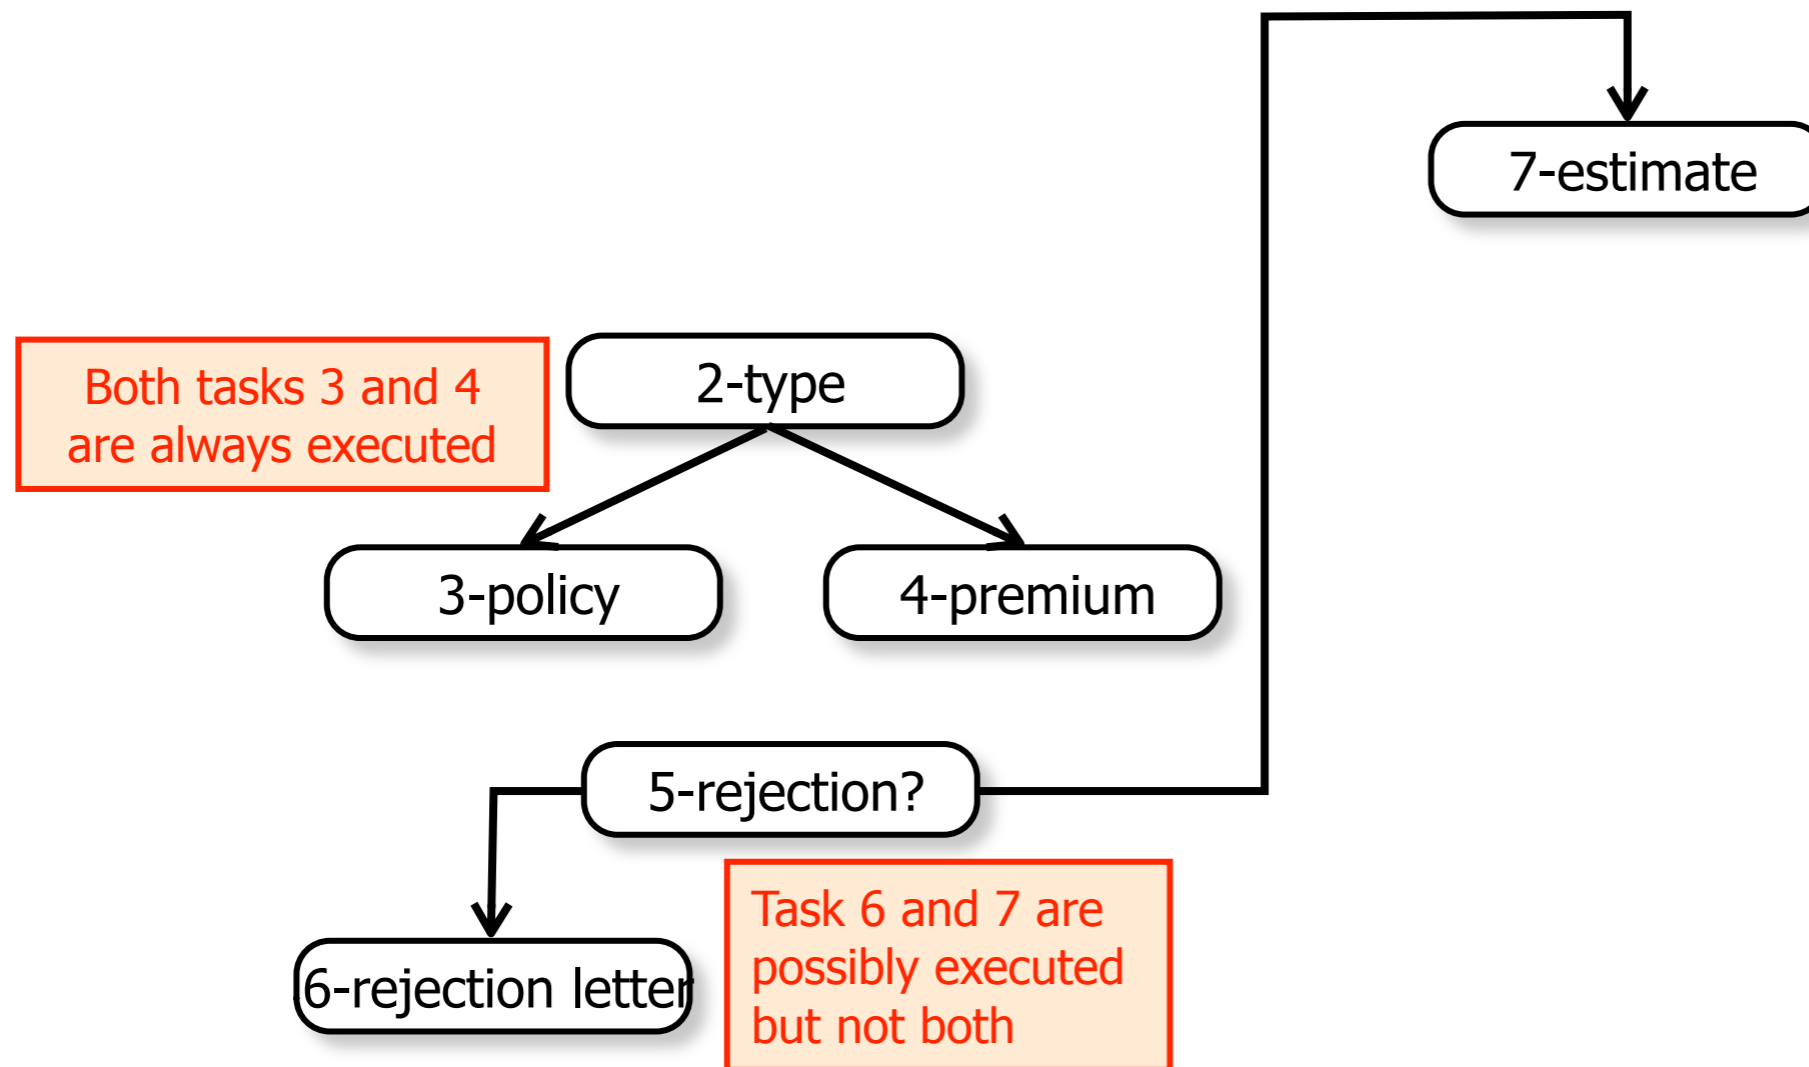 7-estimate
Both tasks 3 and 4
are always executed
2-type
3-policy
4-premium
5-rejection?
6-rejection letter
Task 6 and 7 are
possibly executed
but not both